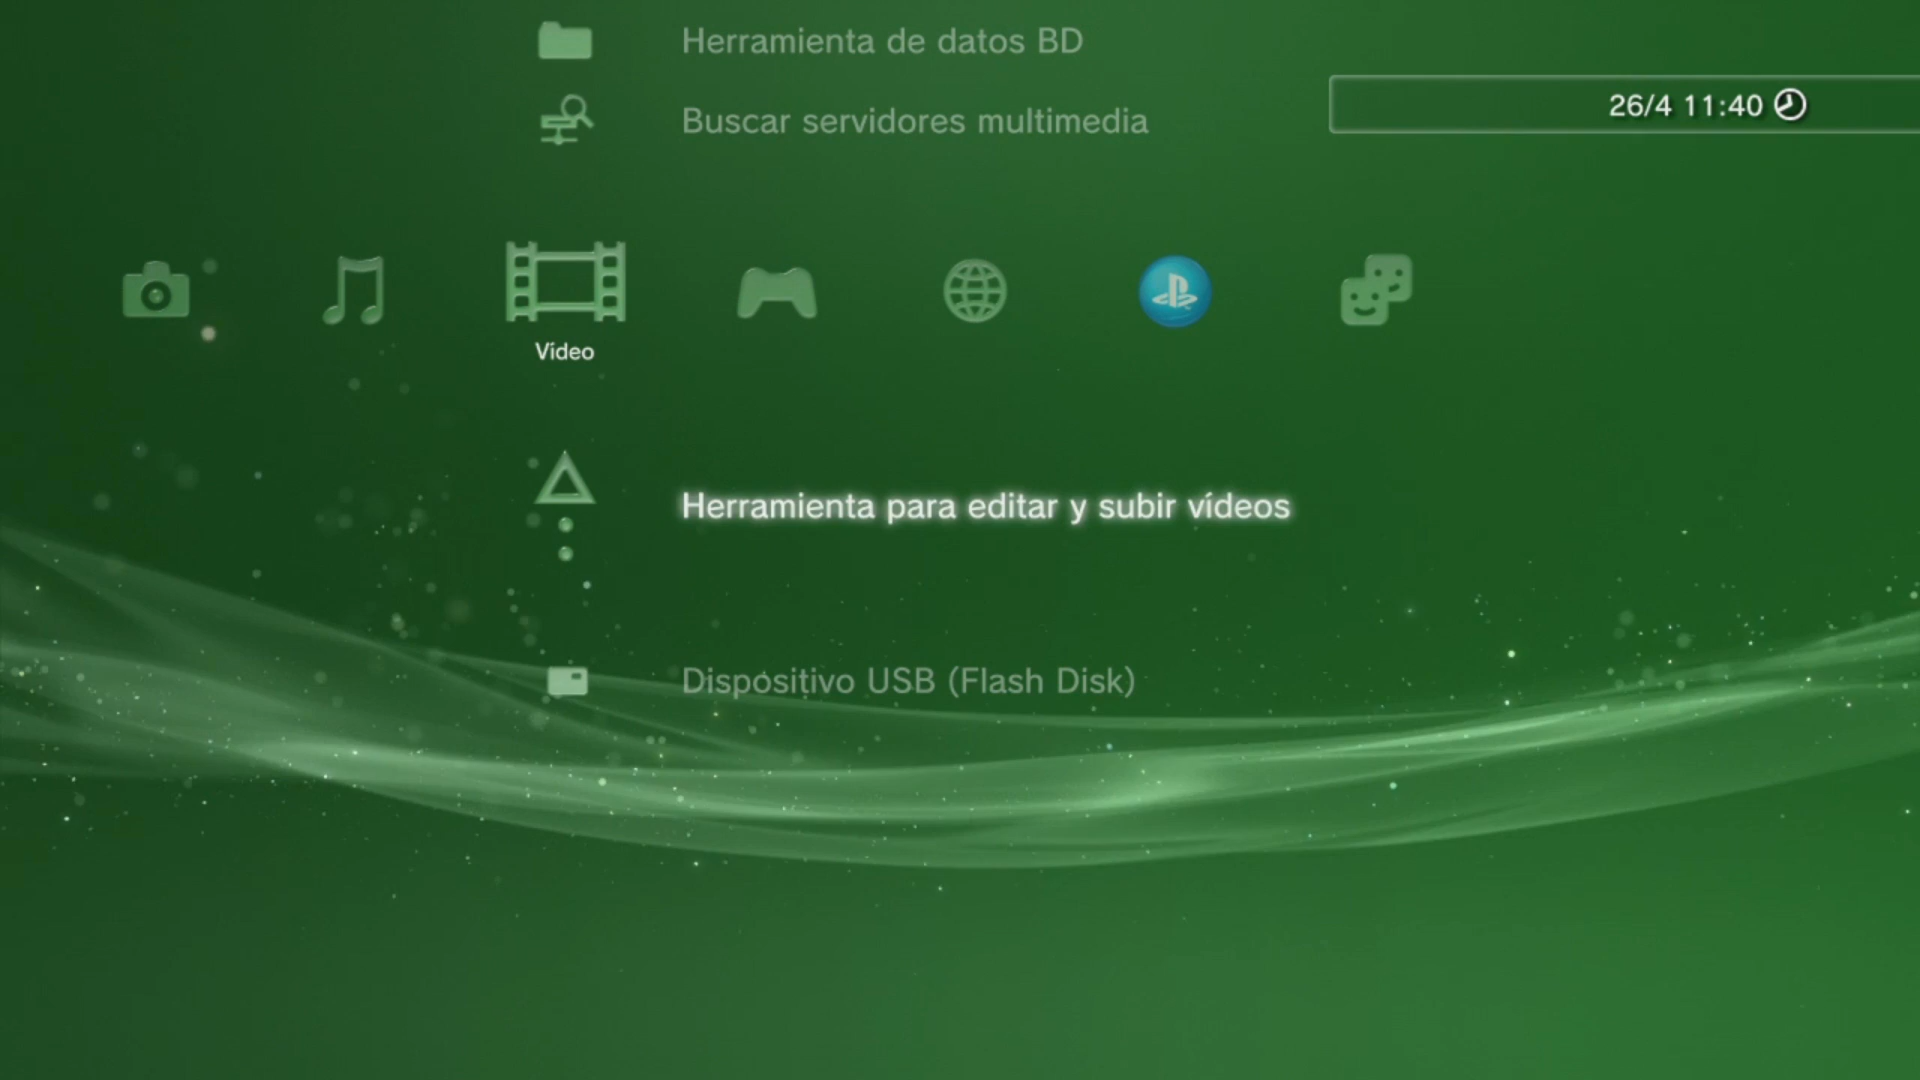 Herramienta de datos BD
26/4 11:40
Buscar servidores multimedia
Vídeo
Herramienta para editar y subir vídeos
Dispositivo USB (Flash Disk)